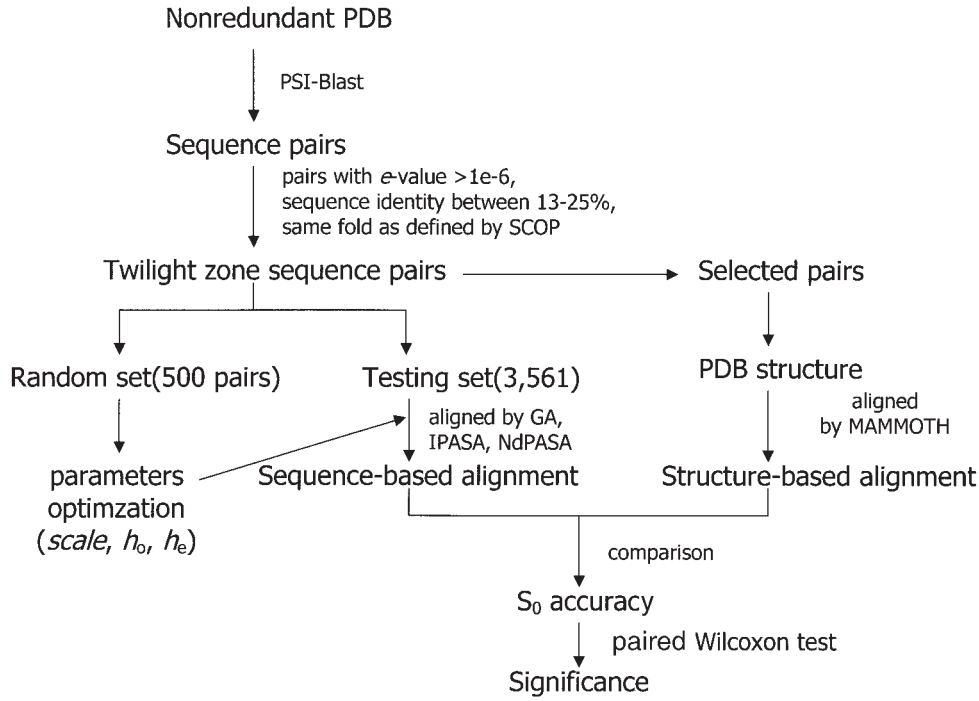 Nonredundant PDB
PSI-Blast
Sequence pairs
pairs with e-value >1e-6,
sequence identity between 13-25%,
same fold as defined by SCOP
Twilight zone sequence pairs
Selected pairs
Random set(500 pairs)
Testing set(3,561)
PDB structure
aligned by GA,
IPASA, NdPASA
aligned
by MAMMOTH
parameters
optimzation
(scale, hₒ, hₑ)
Sequence-based alignment
Structure-based alignment
comparison
S₀ accuracy
paired Wilcoxon test
Significance